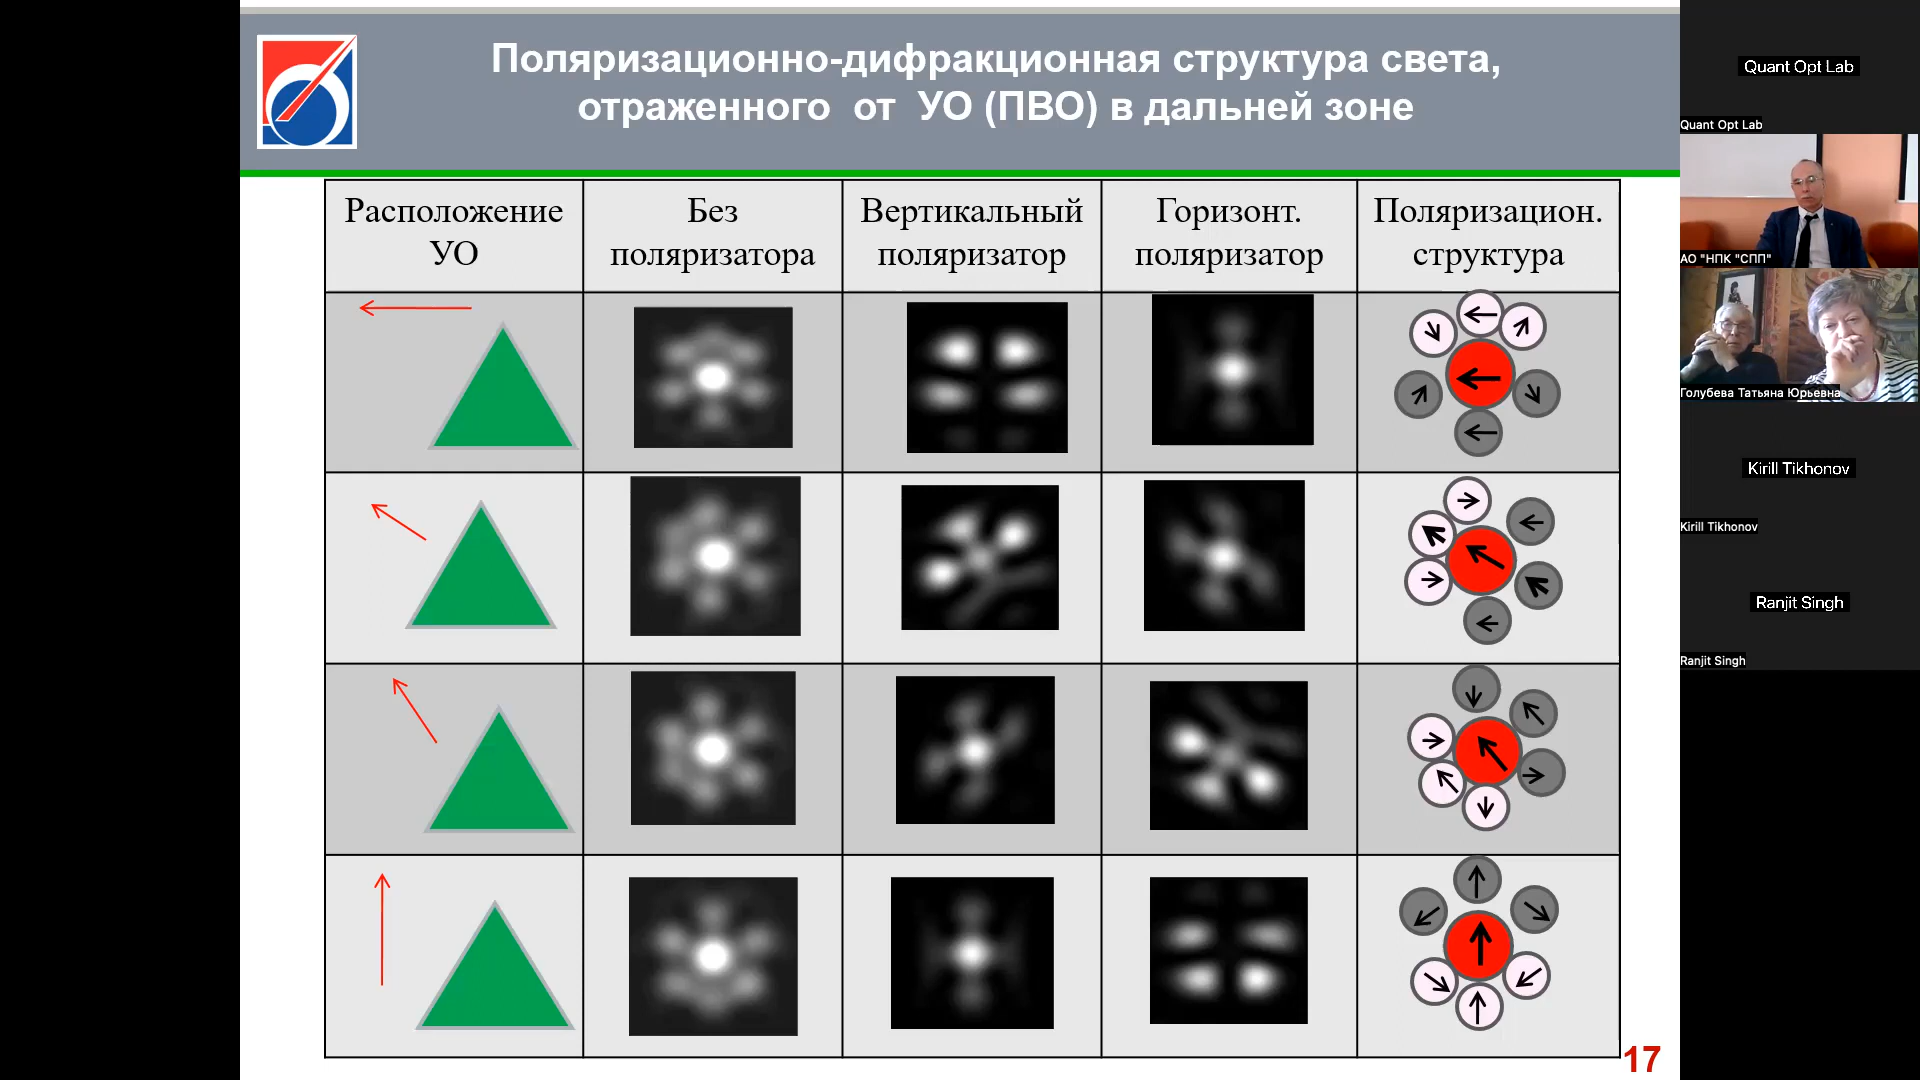 Поляризационно-дифракционная структура света,
отраженного от УО (ПВО) в дальней зоне
Расположение
УО
Без
поляризатора
Вертикальный
поляризатор
Горизонт.
поляризатор
Поляризацион.
структура
17
Quant Opt Lab
Quant Opt Lab
АО "НПК "СПП"
Голубева Татьяна Юрьевна
Kirill Tikhonov
Kirill Tikhonov
Ranjit Singh
Ranjit Singh